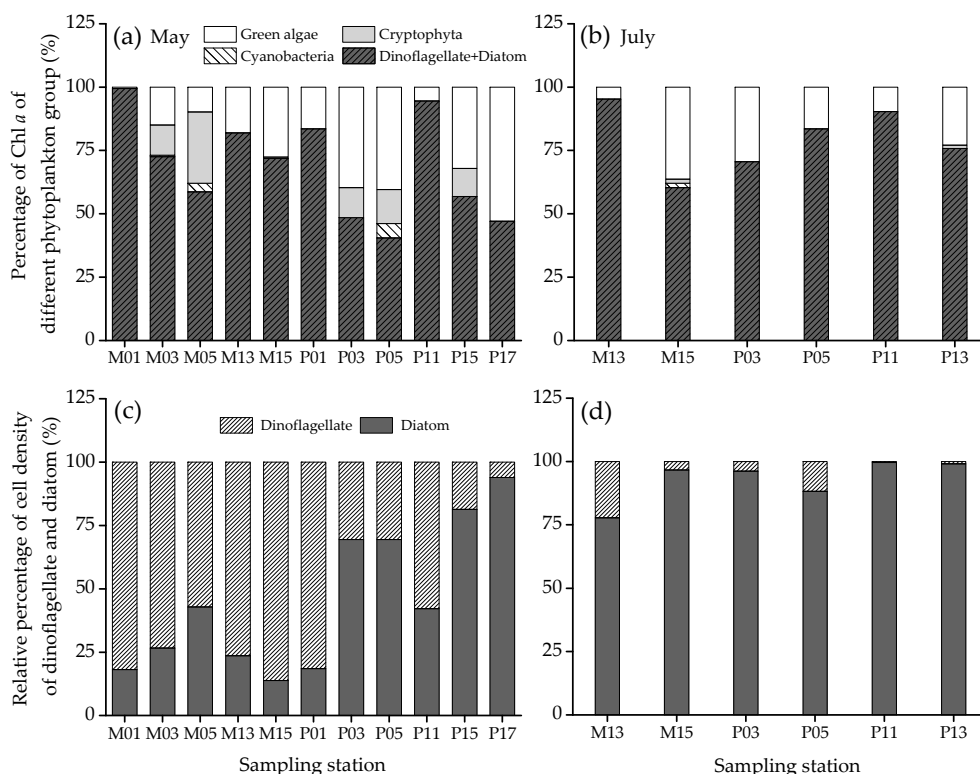 Percentage of Chl a of
different phytoplankton group (%)
125
100
75
50
25
0
(a) May
Green algae
Cryptophyta
Cyanobacteria
Dinoflagellate+Diatom
M01 M03 M05 M13 M15 P01 P03 P05 P11 P15 P17
125
100
75
50
25
0
(b) July
M13 M15 P03 P05 P11 P13
Relative percentage of cell density
of dinoflagellate and diatom (%)
125
100
75
50
25
0
(c)
Dinoflagellate
Diatom
M01 M03 M05 M13 M15 P01 P03 P05 P11 P15 P17
Sampling station
125
100
75
50
25
0
(d)
M13 M15 P03 P05 P11 P13
Sampling station